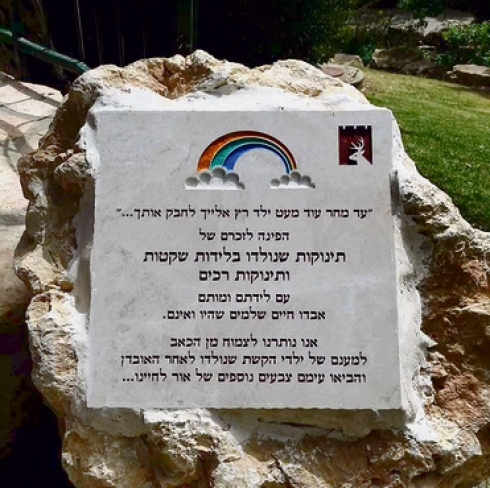 "עד מחר עוד מעט ילד רץ אלייך לחבק אותך..."
הפינה לזכרם של
תינוקות שנולדו בלידות שקטות
ותינוקות רכים
עם לידתם ומותם
אבדו חיים שלמים שהיו ואינם.
אנו נותרנו לצמוח מן הכאב
למענם של ילדי הקשת שנולדו לאחר האובדן
והביאו עימם צבעים נוספים של אור לחיינו...